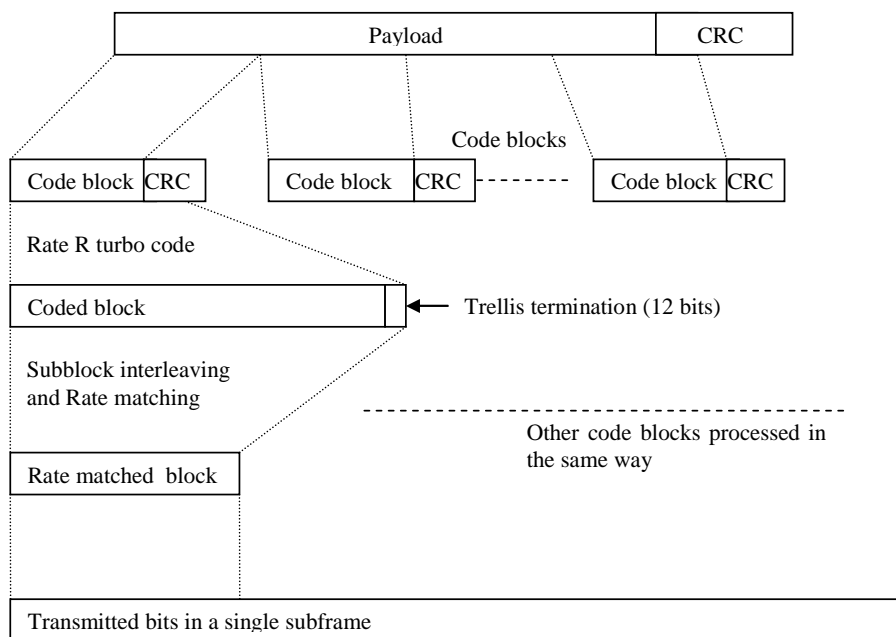 Payload CRC
Code blocks
Code block CRC Code block CRC Code block CRC
Rate R turbo code
Coded block
Trellis termination (12 bits)
Subblock interleaving
and Rate matching
Other code blocks processed in
the same way
Rate matched block
Transmitted bits in a single subframe